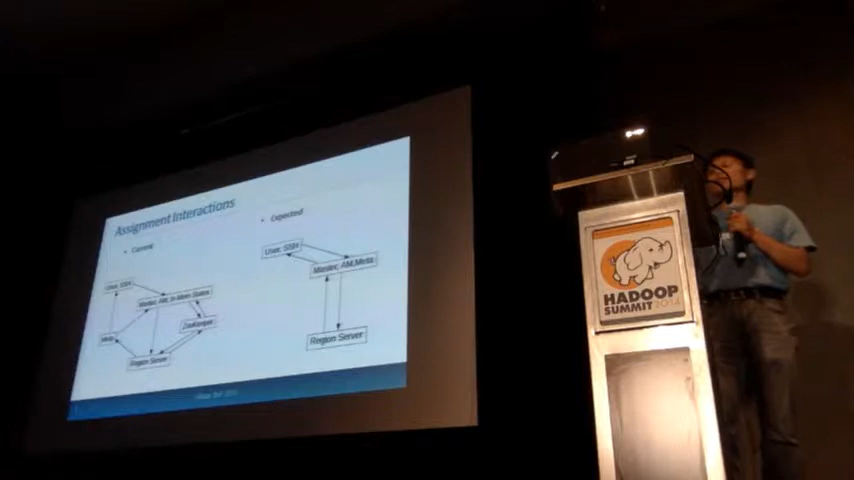 Assignment Interactions
• Current
• Expected
User, SSH
Master, AM, In-Mem States
ZooKeeper
Meta
Region Server
User, SSH
Master, AM,Meta
Region Server
HADOOP
SUMMIT 2014